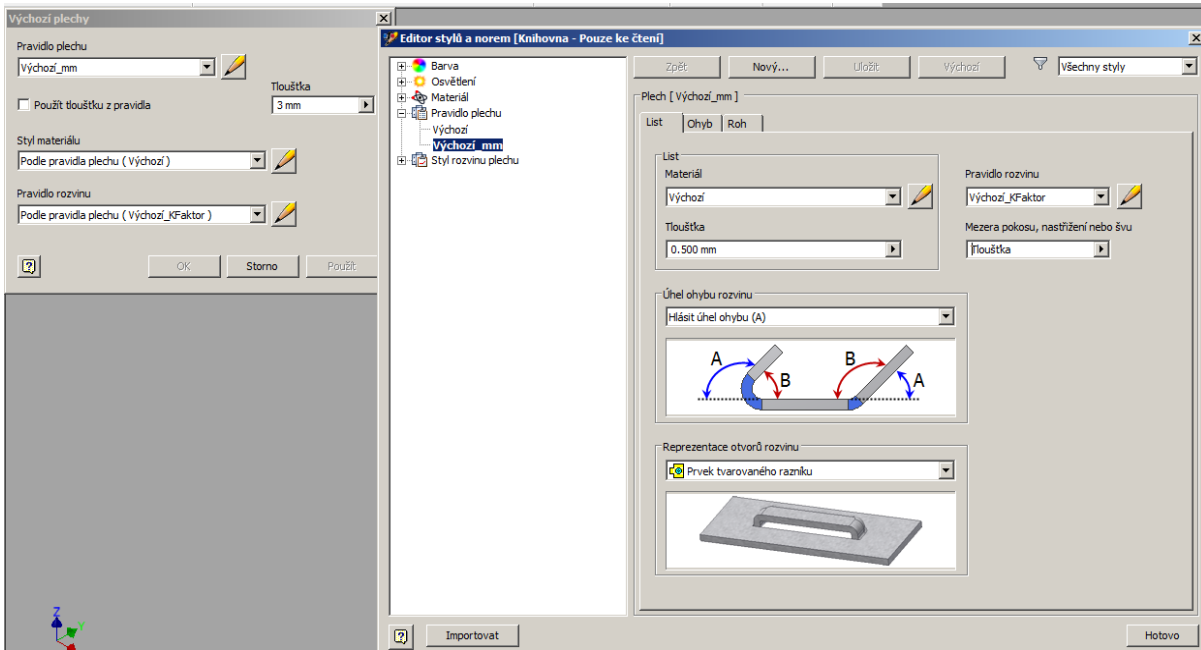 Výchozí plechy
Pravidlo plechu
Výchozí_mm
Tloušťka
Použít tloušťku z pravidla
3 mm
Styl materiálu
Podle pravidla plechu ( Výchozí )
Pravidlo rozvinu
Podle pravidla plechu ( Výchozí_KFaktor )
OK
Storno
Použít
Z
Y
Editor stylů a norem [Knihovna - Pouze ke čtení]
Barva
Osvětlení
Materiál
Pravidlo plechu
Výchozí
Výchozí_mm
Styl rozvinu plechu
Zpět
Nový...
Uložit
Výchozí
Všechny styly
Plech [ Výchozí_mm ]
List
Ohyb
Roh
List
Materiál
Pravidlo rozvinu
Výchozí
Výchozí_KFaktor
Tloušťka
Mezera pokosu, nastřižení nebo švu
0.500 mm
Tloušťka
Úhel ohybu rozvinu
Hlásit úhel ohybu (A)
A
B
B
A
Reprezentace otvorů rozvinu
Prvek tvarovaného razníku
Importovat
Hotovo